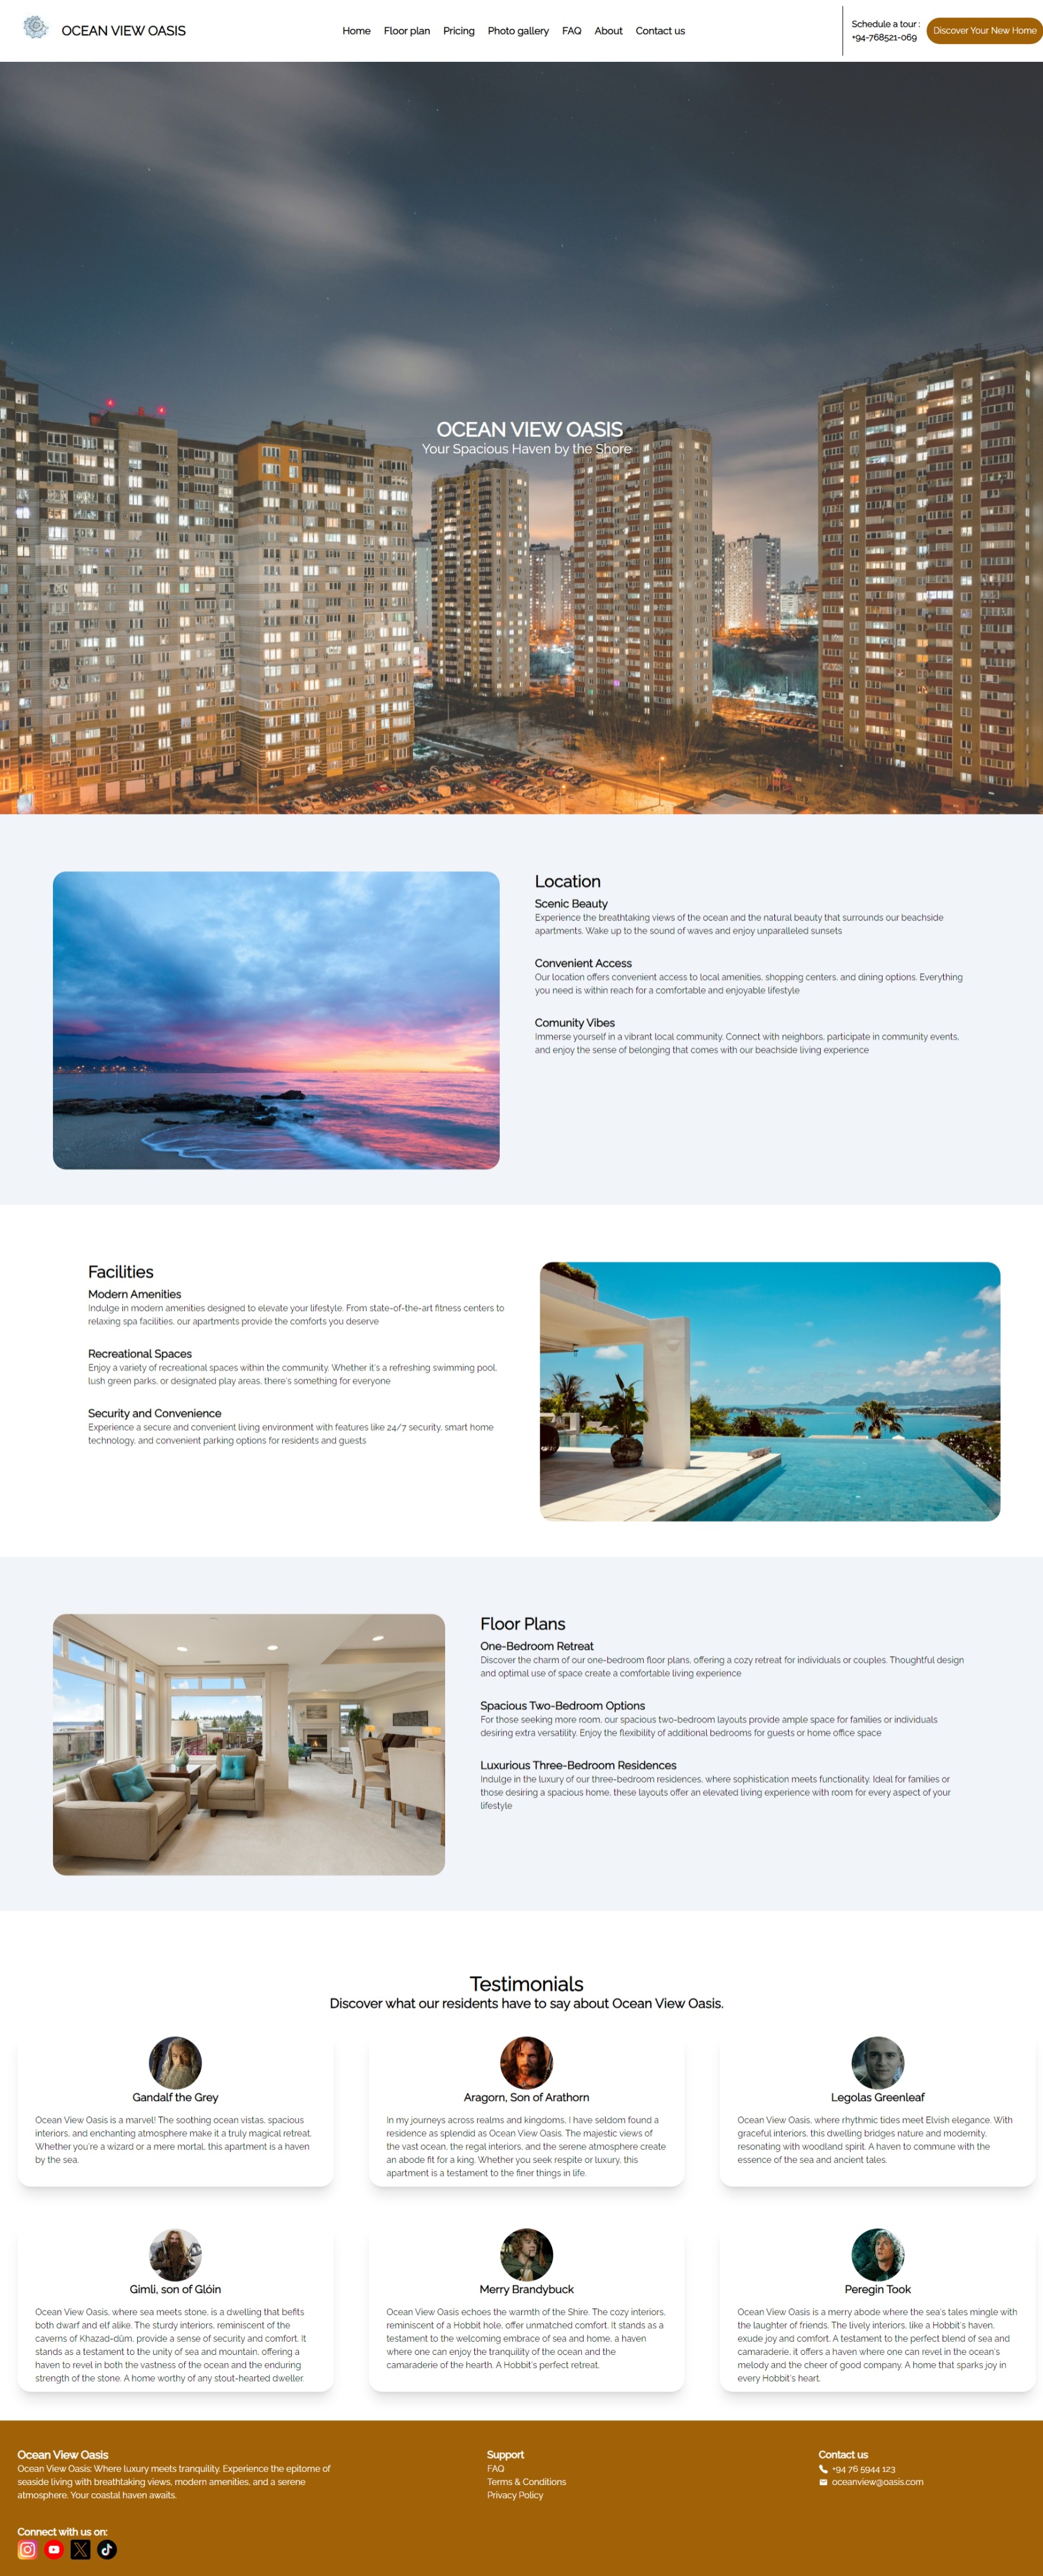 OCEAN VIEW OASIS
Home Floor plan Pricing Photo gallery FAQ About Contact us
Schedule a tour :
+94-768521-069
Discover Your New Home
OCEAN VIEW OASIS
Your Spacious Haven by the Shore
Location
Scenic Beauty
Experience the breathtaking views of the ocean and the natural beauty that surrounds our beachside
apartments. Wake up to the sound of waves and enjoy unparalleled sunsets
Convenient Access
Our location offers convenient access to local amenities, shopping centers, and dining options. Everything
you need is within reach for a comfortable and enjoyable lifestyle
Comunity Vibes
Immerse yourself in a vibrant local community. Connect with neighbors, participate in community events,
and enjoy the sense of belonging that comes with our beachside living experience
Facilities
Modern Amenities
Indulge in modern amenities designed to elevate your lifestyle. From state-of-the-art fitness centers to
relaxing spa facilities, our apartments provide the comforts you deserve
Recreational Spaces
Enjoy a variety of recreational spaces within the community. Whether it's a refreshing swimming pool,
lush green parks, or designated play areas, there's something for everyone
Security and Convenience
Experience a secure and convenient living environment with features like 24/7 security, smart home
technology, and convenient parking options for residents and guests
Floor Plans
One-Bedroom Retreat
Discover the charm of our one-bedroom floor plans, offering a cozy retreat for individuals or couples. Thoughtful design
and optimal use of space create a comfortable living experience
Spacious Two-Bedroom Options
For those seeking more room, our spacious two-bedroom layouts provide ample space for families or individuals
desiring extra versatility. Enjoy the flexibility of additional bedrooms for guests or home office space
Luxurious Three-Bedroom Residences
Indulge in the luxury of our three-bedroom residences, where sophistication meets functionality. Ideal for families or
those desiring a spacious home, these layouts offer an elevated living experience with room for every aspect of your
lifestyle
Testimonials
Discover what our residents have to say about Ocean View Oasis.
Gandalf the Grey
Ocean View Oasis is a marvel! The soothing ocean vistas, spacious
interiors, and enchanting atmosphere make it a truly magical retreat.
Whether you're a wizard or a mere mortal, this apartment is a haven
by the sea.
Aragorn, Son of Arathorn
In my journeys across realms and kingdoms, I have seldom found a
residence as splendid as Ocean View Oasis. The majestic views of
the vast ocean, the regal interiors, and the serene atmosphere create
an abode fit for a king. Whether you seek respite or luxury, this
apartment is a testament to the finer things in life.
Legolas Greenleaf
Ocean View Oasis, where rhythmic tides meet Elvish elegance. With
graceful interiors, this dwelling bridges nature and modernity,
resonating with woodland spirit. A haven to commune with the
essence of the sea and ancient tales.
Gimli, son of Glóin
Ocean View Oasis, where sea meets stone, is a dwelling that befits
both dwarf and elf alike. The sturdy interiors, reminiscent of the
caverns of Khazad-dûm, provide a sense of security and comfort. It
stands as a testament to the unity of sea and mountain, offering a
haven to revel in both the vastness of the ocean and the enduring
strength of the stone. A home worthy of any stout-hearted dweller.
Merry Brandybuck
Ocean View Oasis echoes the warmth of the Shire. The cozy interiors,
reminiscent of a Hobbit hole, offer unmatched comfort. It stands as a
testament to the welcoming embrace of sea and home, a haven
where one can enjoy the tranquility of the ocean and the
camaraderie of the hearth. A Hobbit's perfect retreat.
Peregin Took
Ocean View Oasis is a merry abode where the sea's tales mingle with
the laughter of friends. The lively interiors, like a Hobbit's haven,
exude joy and comfort. A testament to the perfect blend of sea and
camaraderie, it offers a haven where one can revel in the ocean's
melody and the cheer of good company. A home that sparks joy in
every Hobbit's heart.
Ocean View Oasis
Ocean View Oasis: Where luxury meets tranquility. Experience the epitome of
seaside living with breathtaking views, modern amenities, and a serene
atmosphere. Your coastal haven awaits.
Connect with us on:
Support
FAQ
Terms & Conditions
Privacy Policy
Contact us
+94 76 5944 123
oceanview@oasis.com